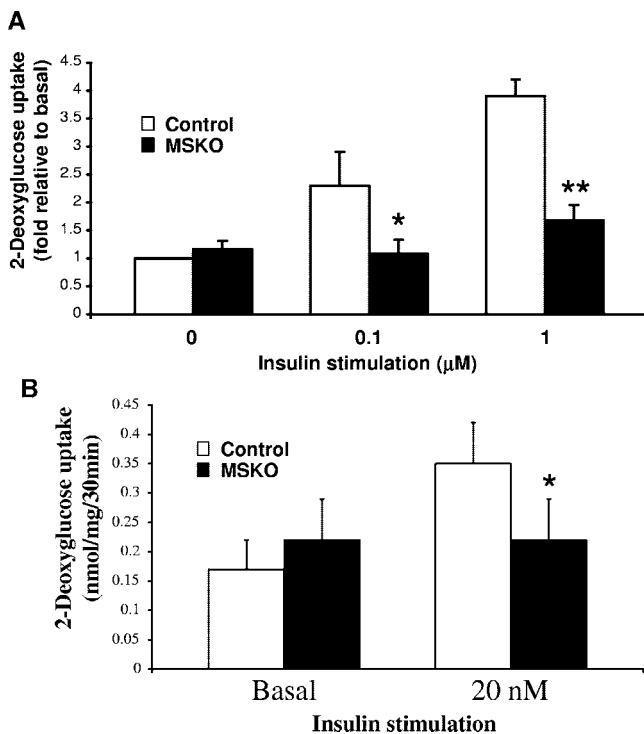 A
2-Deoxyglucose uptake
(fold relative to basal)
4.5
4
3.5
3
2.5
2
1.5
1
0.5
0
Control
MSKO
*
**
0 0.1 1
Insulin stimulation (μM)
B
2-Deoxyglucose uptake
(nmol/mg/30min)
0.45
0.4
0.35
0.3
0.25
0.2
0.15
0.1
0.05
0
Control
MSKO
*
Basal 20 nM
Insulin stimulation